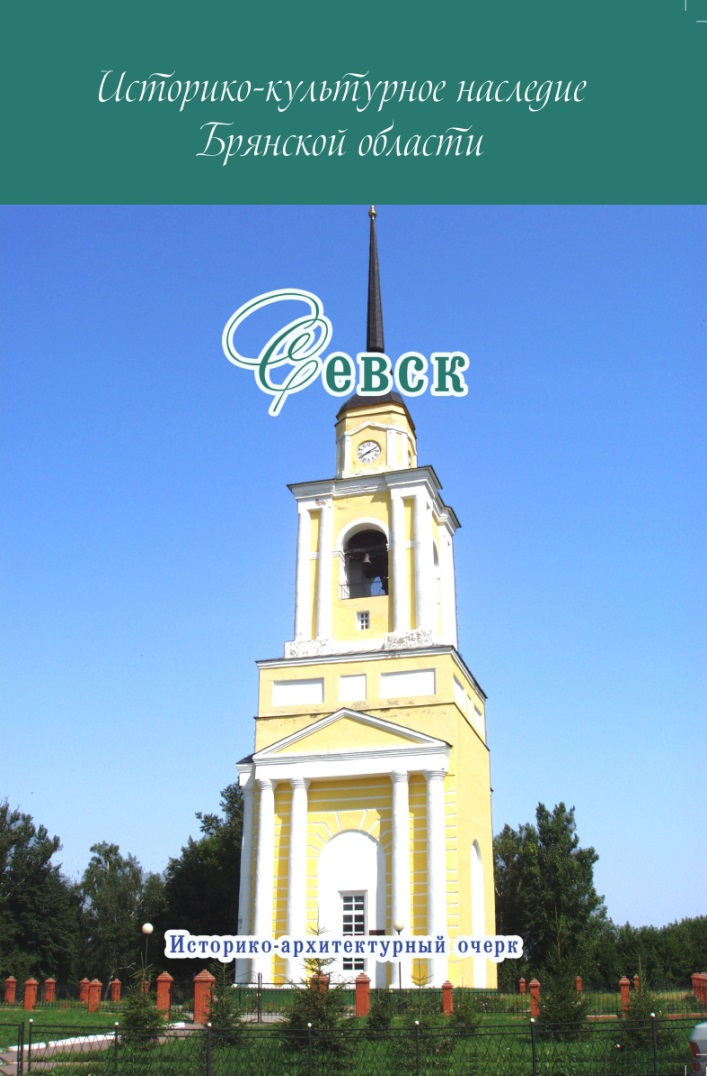 Историко-культурное наследие
Брянской области
Севск
Историко-архитектурный очерк